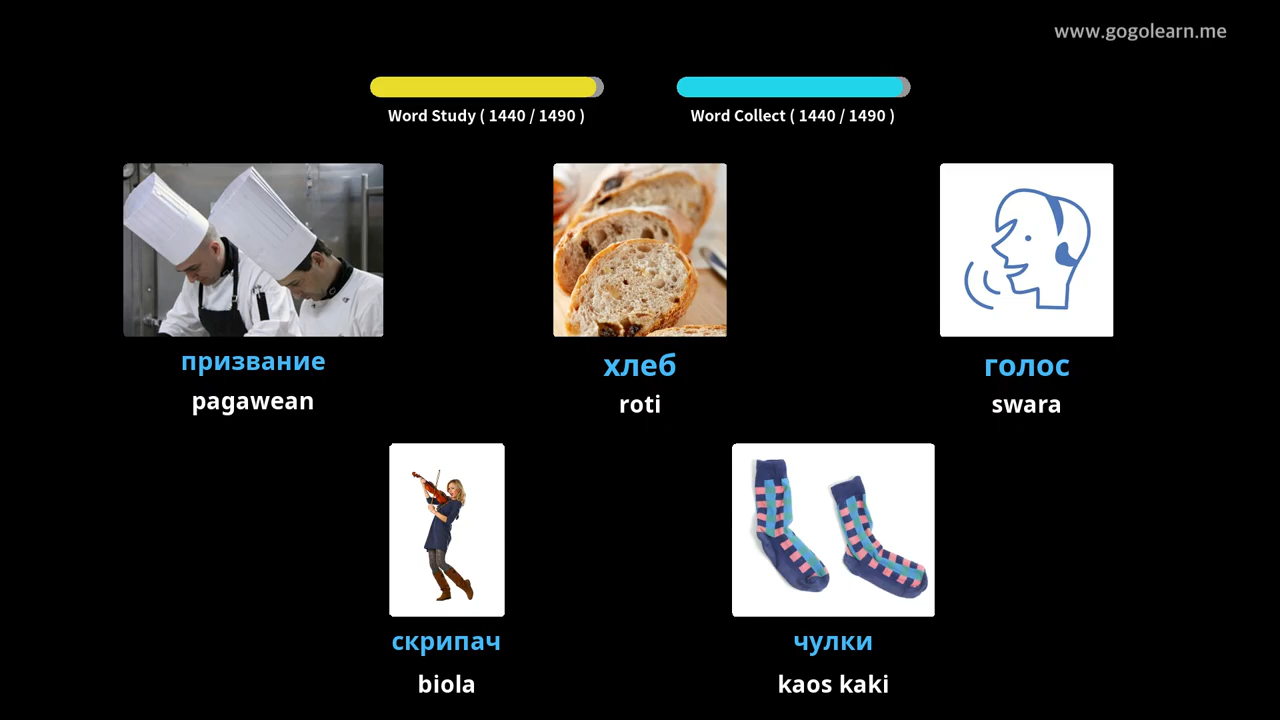 www.gogolearn.me
Word Study ( 1440 / 1490 )
Word Collect ( 1440 / 1490 )
призвание
pagawean
хлеб
roti
голос
swara
скрипач
biola
чулки
kaos kaki